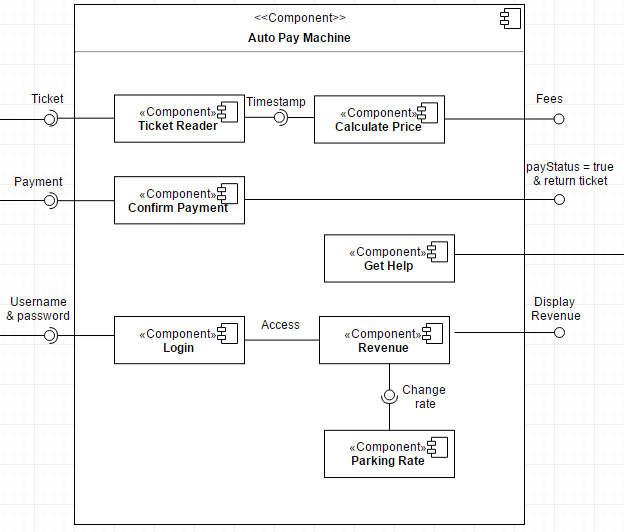 <<Component>>
Auto Pay Machine
Ticket
«Component»
Ticket Reader
Timestamp
«Component»
Calculate Price
Fees
Payment
«Component»
Confirm Payment
payStatus = true
& return ticket
«Component»
Get Help
Username
& password
«Component»
Login
Access
«Component»
Revenue
Display
Revenue
Change
rate
«Component»
Parking Rate